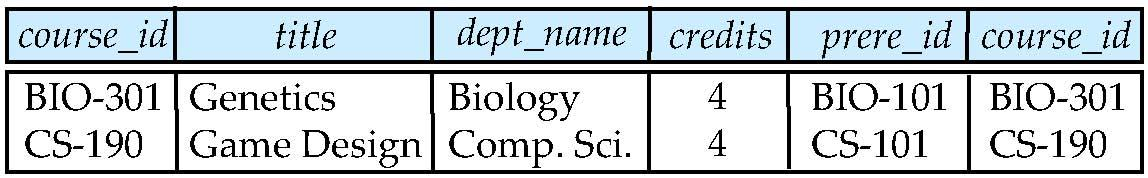 course_id title dept_name credits prere_id course_id
BIO-301 Genetics Biology 4 BIO-101 BIO-301
CS-190 Game Design Comp. Sci. 4 CS-101 CS-190